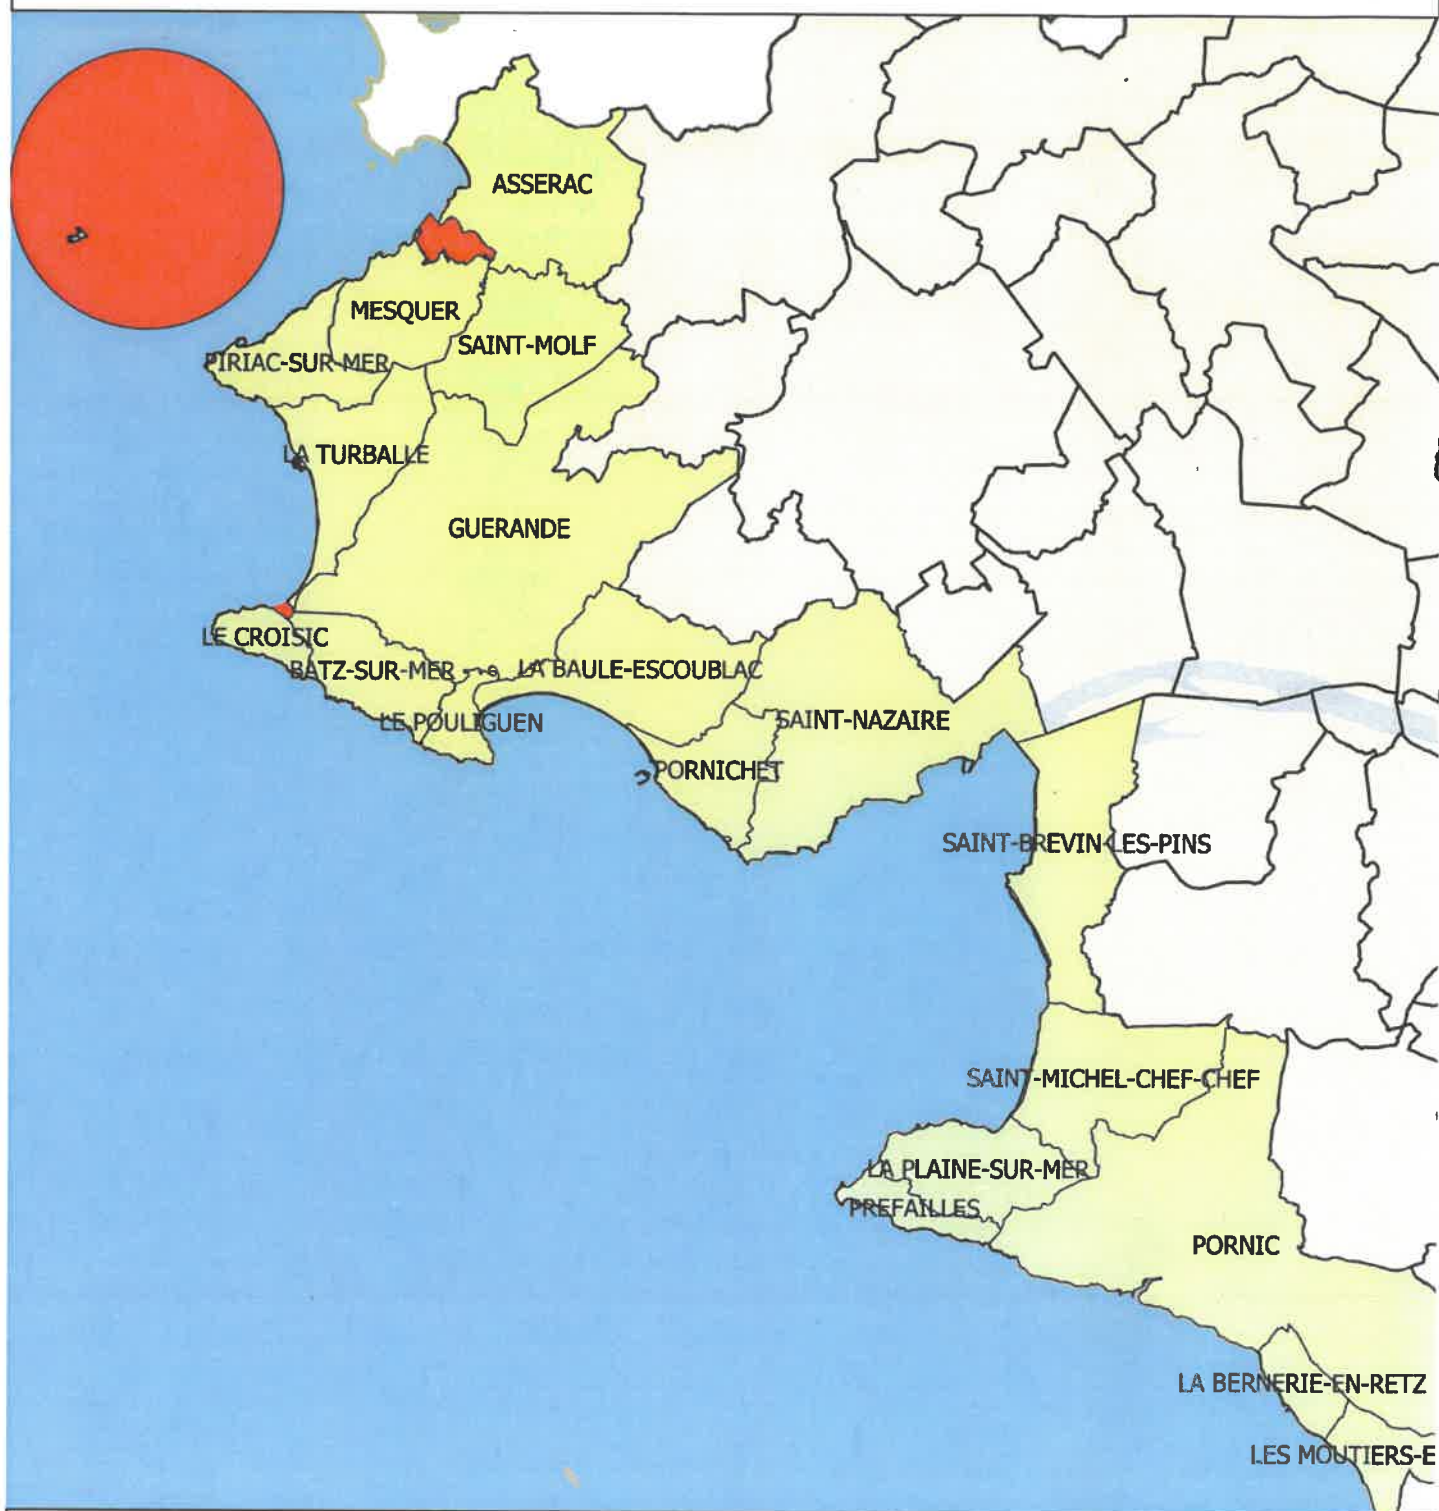 ASSERAC
MESQUER
SAINT-MOLF
PIRIAC-SUR-MER
LA TURBALLE
GUERANDE
LE CROISIC
BATZ-SUR-MER
LA BAULE-ESCOUBLAC
LE POULIGUEN
SAINT-NAZAIRE
PORNICHET
SAINT-BREVIN-LES-PINS
SAINT-MICHEL-CHEF-CHEF
LA PLAINE-SUR-MER
PREFAILLES
PORNIC
LA BERNERIE-EN-RETZ
LES MOUTIERS-E